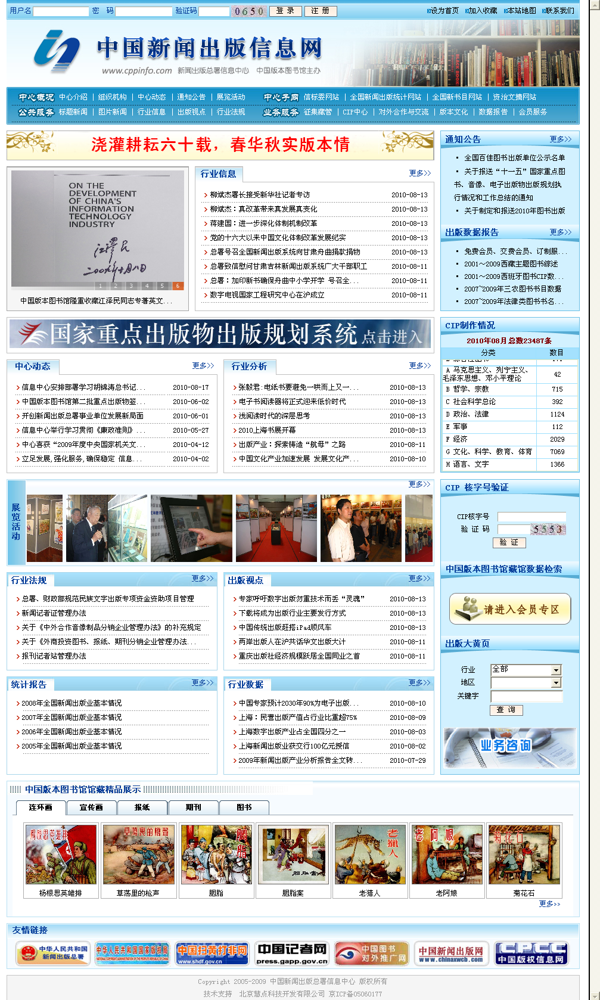 用户名 密 码 验证码 0650 登 录 注 册 设为首页 加入收藏 本站地图 联系我们
中国新闻出版信息网
www.cppinfo.com 新闻出版总署信息中心 中国版本图书馆主办
中心概况 中心介绍 | 组织机构 | 中心动态 | 通知公告 | 展览活动 中心子网 信标委网站 | 全国新闻出版统计网站 | 全国新书目网站 | 资治文摘网站
公共服务 标题新闻 | 图片新闻 | 行业信息 | 出版视点 | 行业法规 业务服务 征集藏管 | CIP中心 | 对外合作与交流 | 版本文化 | 数据报告 | 会员服务
浇灌耕耘六十载，春华秋实版本情
ON THE
DEVELOPMENT
OF CHINA'S
INFORMATION
TECHNOLOGY
INDUSTRY
江泽民
1 2 3 4 5 6
中国版本图书馆隆重收藏江泽民同志专著英文...
行业信息 更多>>
柳斌杰署长接受新华社记者专访 2010-08-13
柳斌杰：真改革带来真发展真变化 2010-08-13
蒋建国：进一步深化体制机制改革 2010-08-13
党的十六大以来中国文化体制改革发展纪实 2010-08-13
总署号召全国新闻出版系统向甘肃舟曲捐款捐物 2010-08-13
总署致信慰问甘肃吉林新闻出版系统广大干部职工 2010-08-11
总署：加印新书确保舟曲中小学开学 号召全... 2010-08-11
数字电视国家工程研究中心在沪成立 2010-08-11
通知公告 更多>>
· 全国百佳图书出版单位公示名单
· 关于报送“十一五”国家重点图
书、音像、电子出版物出版规划执
行情况和工作总结的通知
· 关于制定和报送2010年图书出版
出版数据报告 更多>>
· 免费会员、交费会员、订制服...
· 2001～2009西藏主题图书综述
· 2001～2009西班牙图书CIP数...
· 2007~2009年三农图书书目数据
· 2007~2009年法律类图书书名...
国家重点出版物出版规划系统 点击进入
中心动态 更多>>
信息中心安排部署学习胡锦涛总书记... 2010-08-17
中国版本图书馆第二批重点出版物签... 2010-06-02
开创新闻出版总署事业单位发展新局面 2010-06-01
信息中心举行学习贯彻《廉政准则》... 2010-05-27
中心喜获“2009年度中央国家机关文... 2010-04-12
立足发展,强化服务,确保稳定 信息... 2010-04-02
行业分析 更多>>
张毅君:电纸书要避免一哄而上又一... 2010-08-13
电子书阅读器将正式迎来低价时代 2010-08-13
浅阅读时代的深层思考 2010-08-13
2010上海书展开幕 2010-08-13
出版产业：探索铸造“航母”之路 2010-08-11
中国文化产业加速发展 发展文化产... 2010-08-10
CIP制作情况
2010年08月总数23487条
分类 数目
A 马克思主义、列宁主义、
毛泽东思想、邓小平理论 42
B 哲学、宗教 715
C 社会科学总论 392
D 政治、法律 1124
E 军事 112
F 经济 2029
G 文化、科学、教育、体育 7069
H 语言、文字 1366
更多>>
展览活动
CIP 核字号验证
CIP核字号
验 证 码 5553
验 证
中国版本图书馆藏馆数据检索
请进入会员专区
出版大黄页
行业 全部
地区
关键字
查 询
业务咨询
行业法规 更多>>
总署、财政部规范民族文字出版专项资金资助项目管理
新闻记者证管理办法
关于《中外合作音像制品分销企业管理办法》的补充规定
关于《外商投资图书、报纸、期刊分销企业管理办法...
报刊记者站管理办法
出版视点 更多>>
专家呼吁数字出版勿重技术而丢“灵魂” 2010-08-13
下载将成为出版行业主要发行方式 2010-08-13
中国传统出版赶搭iPad顺风车 2010-08-13
两岸出版人在沪共话华文出版大计 2010-08-11
重庆出版社经济规模跃居全国同业之首 2010-08-11
统计报告 更多>>
2008年全国新闻出版业基本情况
2007年全国新闻出版业基本情况
2006年全国新闻出版业基本情况
2005年全国新闻出版业基本情况
行业数据 更多>>
中国专家预计2030年90%为电子出版... 2010-08-10
上海：民营出版产值占行业比重超75% 2010-08-09
上海数字出版产业占全国四分之一 2010-08-03
上海新闻出版业获交行100亿元授信 2010-08-02
2009年新闻出版产业分析报告全文转... 2010-07-29
中国版本图书馆馆藏精品展示
连环画 宣传画 报纸 期刊 图书
杨根思英雄排 草荡里的枪声 胭脂 胭脂案 老猎人 老阿娘 菊花石
更多>>
友情链接
中华人民共和国
新闻出版总署
中华人民共和国国家版权局
中国扫黄打非网
www.shdf.gov.cn
中国记者网
press.gapp.gov.cn
中国图书
对外推广网
中国新闻出版网
www.chinaxwcb.com
CPCC
中国版权信息网
Copyright 2005-2009 中国新闻出版总署信息中心 版权所有
技术支持 北京慧点科技开发有限公司 京ICP备05060177